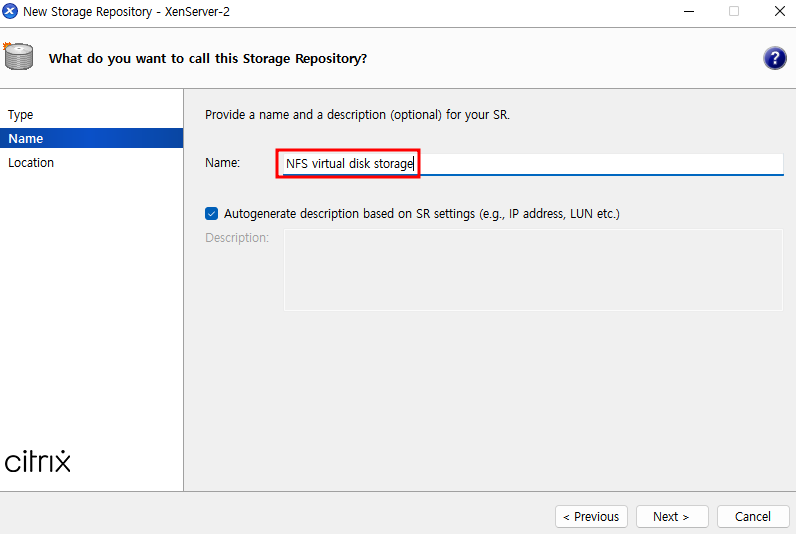 New Storage Repository - XenServer-2
What do you want to call this Storage Repository?
?
Type
Name
Location
Provide a name and a description (optional) for your SR.
Name: NFS virtual disk storage
Autogenerate description based on SR settings (e.g., IP address, LUN etc.)
Description:
citrix
< Previous Next > Cancel